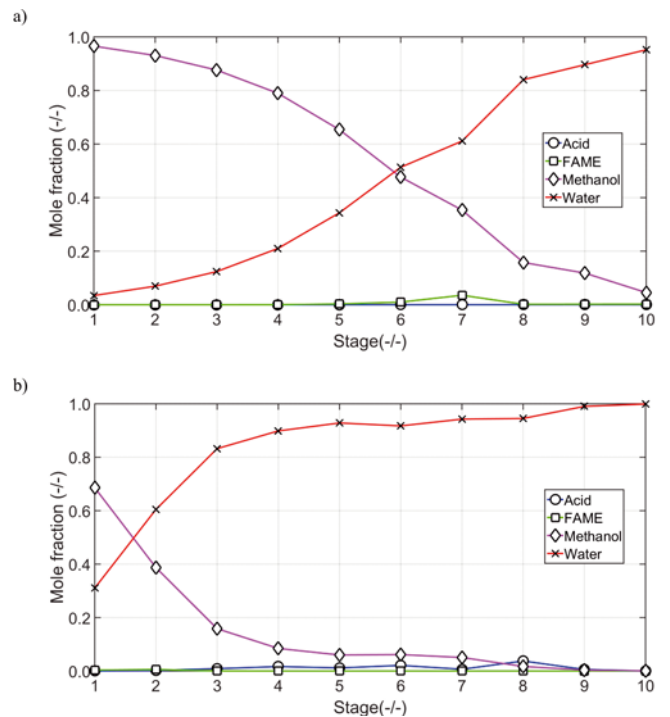 a)
Mole fraction (-/-)
1.0
0.8
0.6
0.4
0.2
0.0
Acid
FAME
Methanol
Water
1 2 3 4 5 6 7 8 9 10
Stage(-/-)
b)
Mole fraction (-/-)
1.0
0.8
0.6
0.4
0.2
0.0
Acid
FAME
Methanol
Water
1 2 3 4 5 6 7 8 9 10
Stage(-/-)